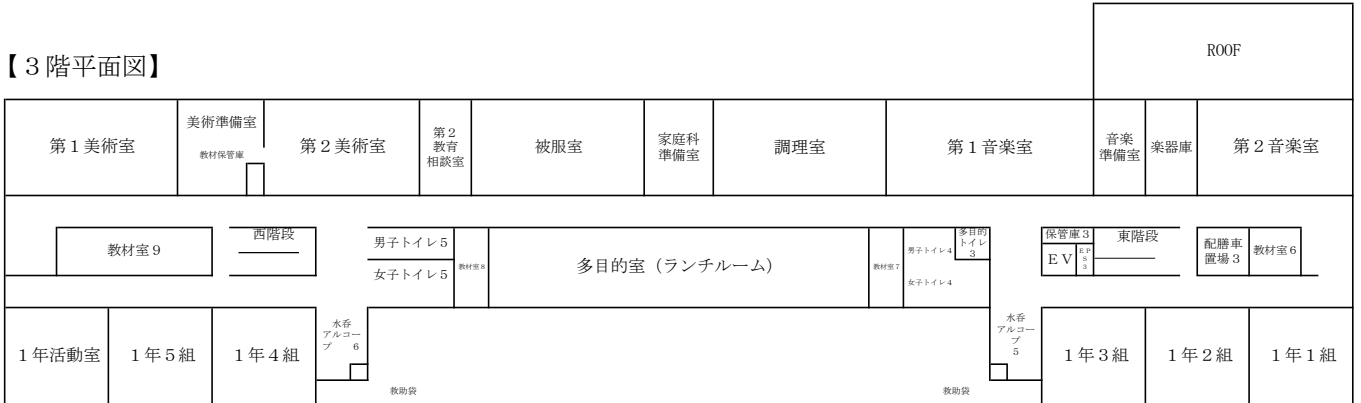 ROOF
【３階平面図】
第１美術室
美術準備室
教材保管庫
第２美術室
第２
教育
相談室
被服室
家庭科
準備室
調理室
第１音楽室
音楽
準備室
楽器庫
第２音楽室
教材室９
西階段
男子トイレ５
女子トイレ５
教材室８
多目的室（ランチルーム）
教材室７
男子トイレ４
女子トイレ４
多目的
トイレ
３
保管庫３
ＥＶ
ＥＰ
Ｓ
３
東階段
配膳車
置場３
教材室６
１年活動室
１年５組
１年４組
水呑
アルコー
プ　６
救助袋
救助袋
水呑
アルコー
プ
５
１年３組
１年２組
１年１組